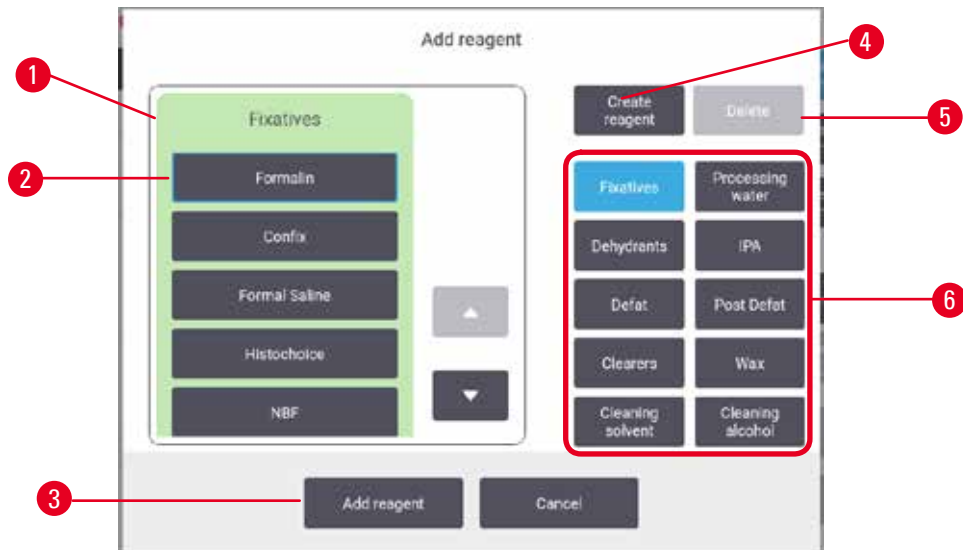 Add reagent
4
1
Create
reagent
Delete
5
Fixatives
2
Formalin
Fixatives
Processing
water
Confix
Dehydrants
IPA
Formal Saline
Defat
Post Defat
6
Histochoice
Clearers
Wax
NBF
Cleaning
solvent
Cleaning
alcohol
3
Add reagent
Cancel